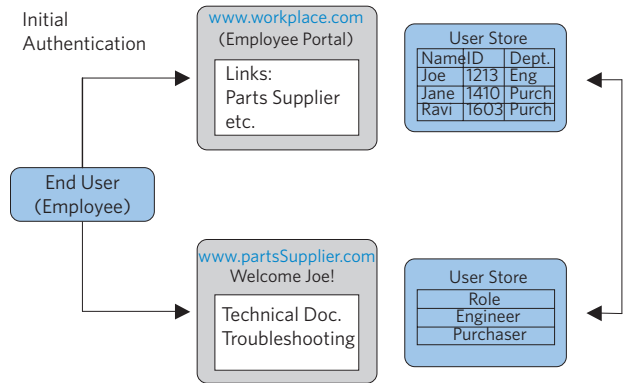 Initial
Authentication
www.workplace.com
(Employee Portal)
Links:
Parts Supplier
etc.
User Store
Name ID Dept.
Joe 1213 Eng
Jane 1410 Purch
Ravi 1603 Purch
End User
(Employee)
www.partsSupplier.com
Welcome Joe!
Technical Doc.
Troubleshooting
User Store
Role
Engineer
Purchaser